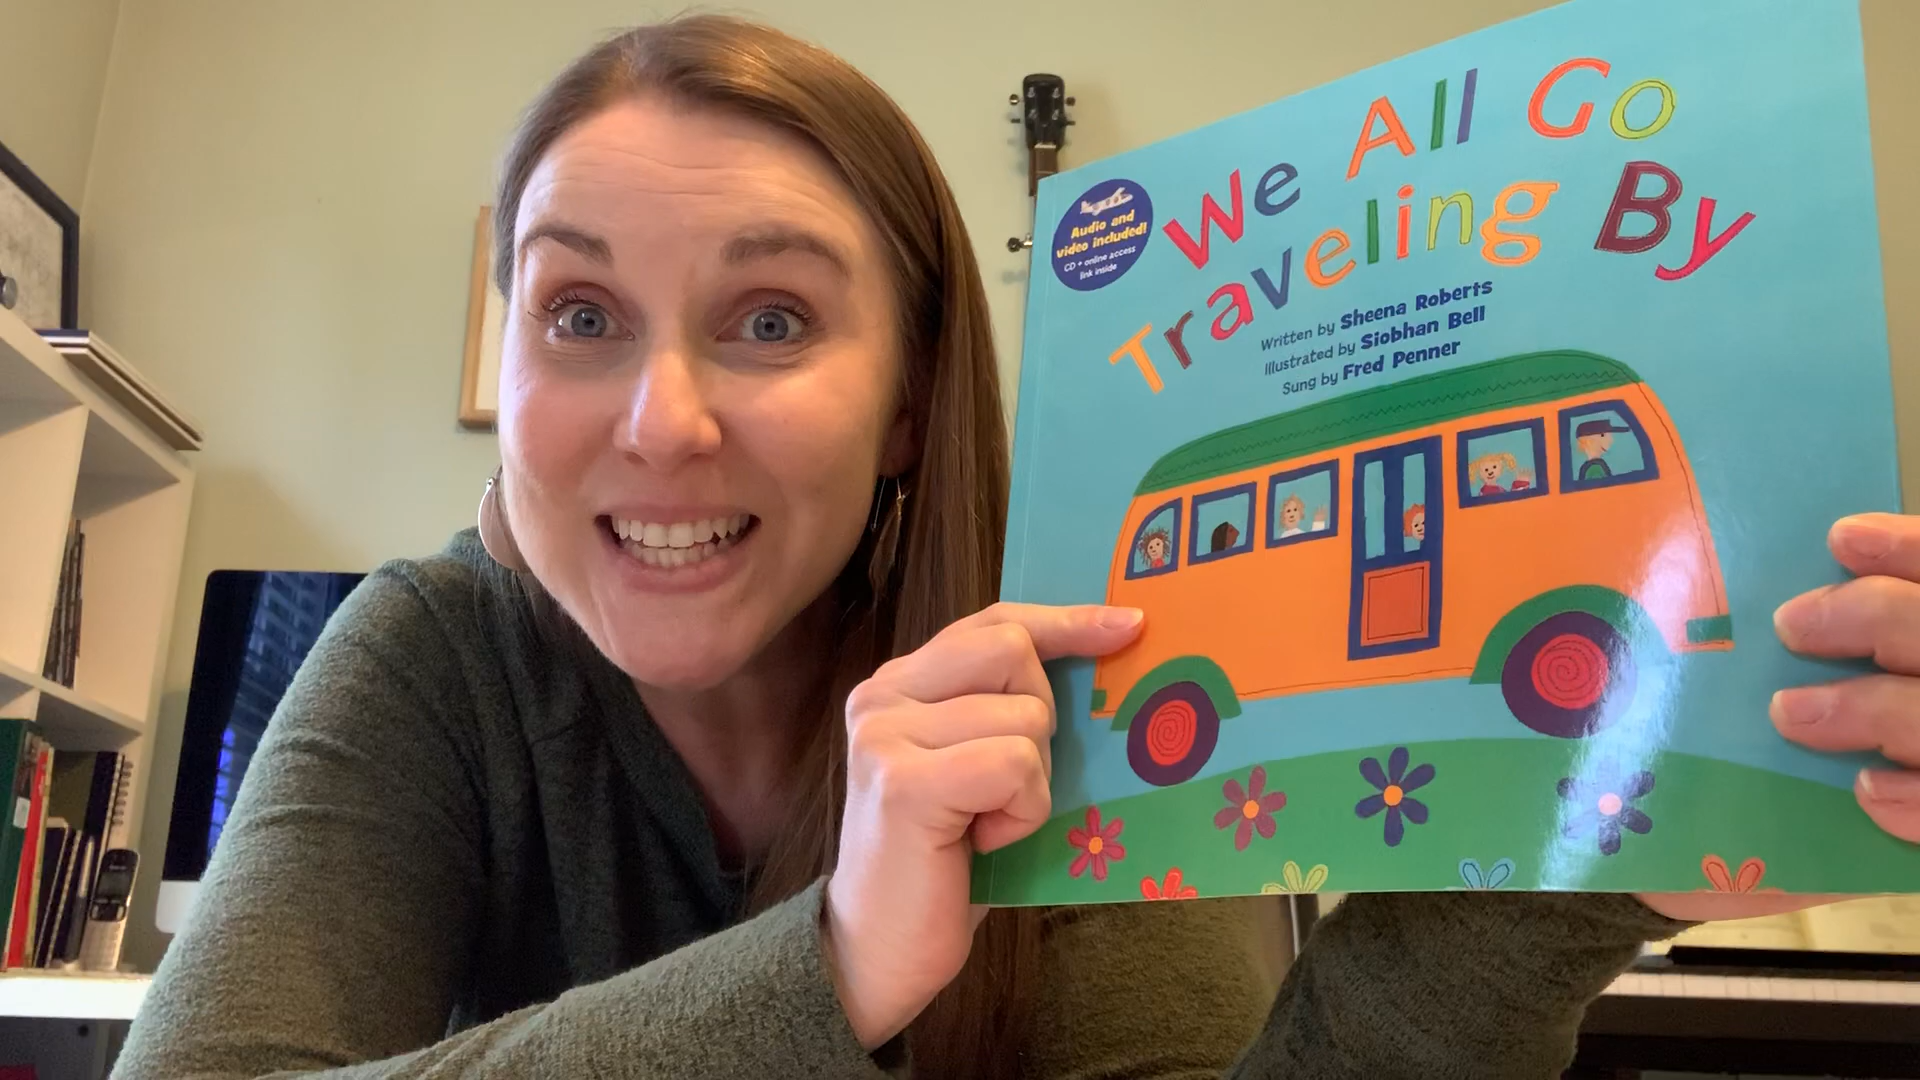 We All Go
Traveling By
Audio and
video included!
CD + online access
link inside
Written by Sheena Roberts
Illustrated by Siobhan Bell
Sung by Fred Penner